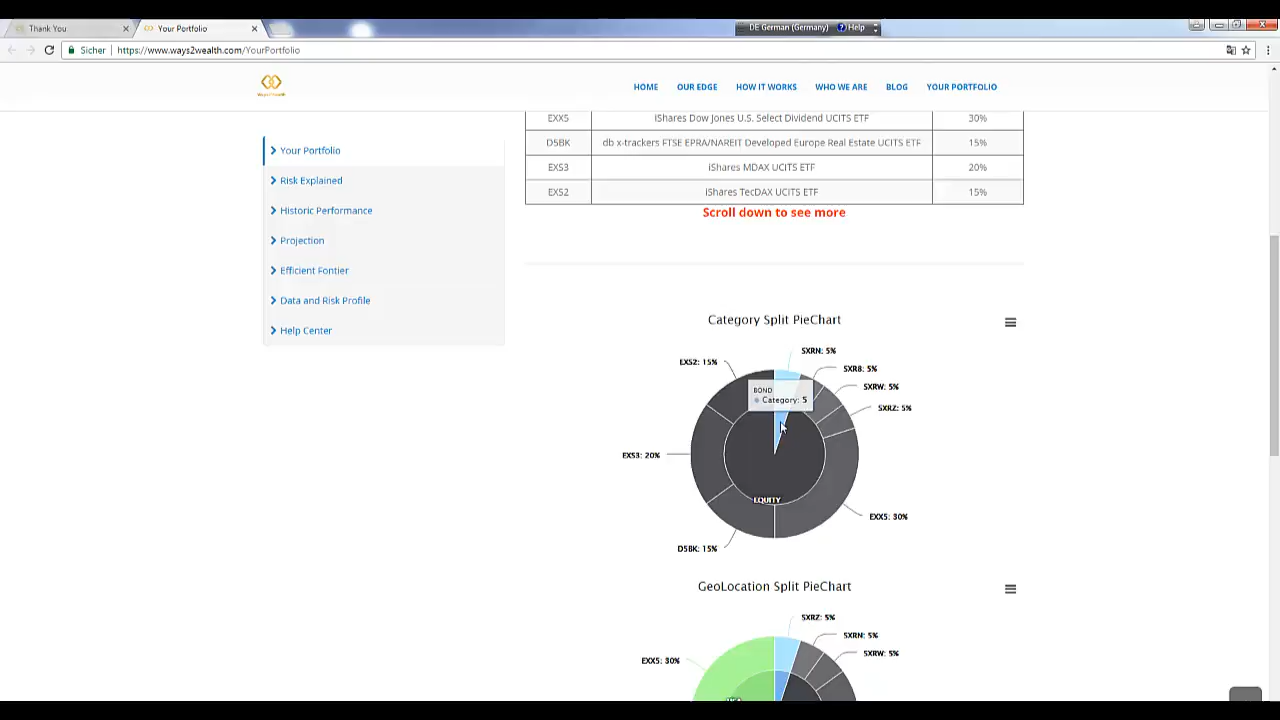 Thank You
Your Portfolio
DE German (Germany) Help
Sicher https://www.ways2wealth.com/YourPortfolio
HOME OUR EDGE HOW IT WORKS WHO WE ARE BLOG YOUR PORTFOLIO
Your Portfolio
Risk Explained
Historic Performance
Projection
Efficient Fontier
Data and Risk Profile
Help Center
EXX5 iShares Dow Jones U.S. Select Dividend UCITS ETF 30%
D5BK db x-trackers FTSE EPRA/NAREIT Developed Europe Real Estate UCITS ETF 15%
EXS3 iShares MDAX UCITS ETF 20%
EXS2 iShares TecDAX UCITS ETF 15%
Scroll down to see more
Category Split PieChart
SXRN: 5%
EXS2: 15%
SXR8: 5%
SXRW: 5%
BOND
Category: 5
SXRZ: 5%
EXS3: 20%
EQUITY
EXX5: 30%
D5BK: 15%
GeoLocation Split PieChart
SXRZ: 5%
SXRN: 5%
SXRW: 5%
EXX5: 30%